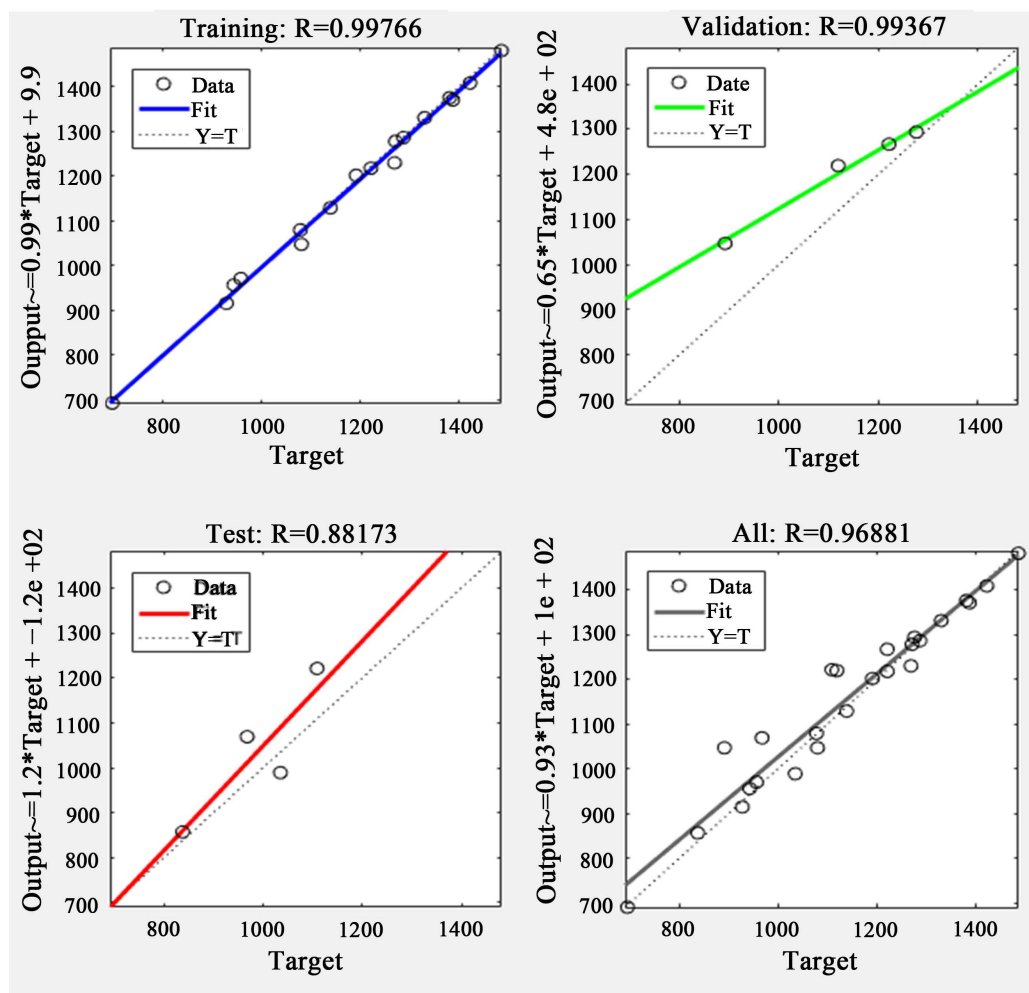 Training: R=0.99766
Oupput~=0.99*Target + 9.9
1400
1300
1200
1100
1000
900
800
700
Data
Fit
Y=T
800 1000 1200 1400
Target
Validation: R=0.99367
Output~=0.65*Target + 4.8e + 02
1400
1300
1200
1100
1000
900
800
700
Date
Fit
Y=T
800 1000 1200 1400
Target
Test: R=0.88173
Output~=1.2*Target + −1.2e +02
1400
1300
1200
1100
1000
900
800
700
Data
Fit
Y=T
800 1000 1200 1400
Target
All: R=0.96881
Output~=0.93*Target + 1e + 02
1400
1300
1200
1100
1000
900
800
700
Data
Fit
Y=T
800 1000 1200 1400
Target